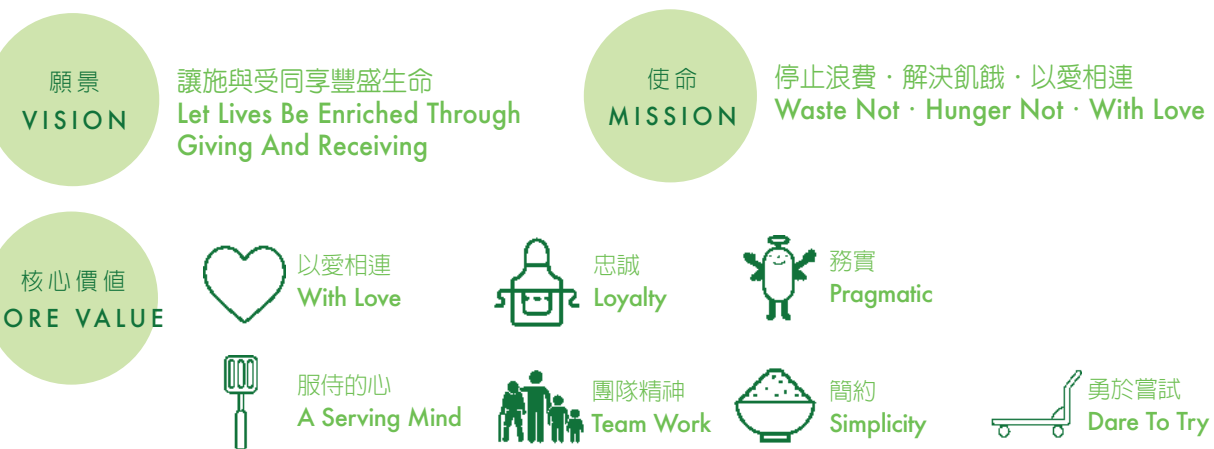 願景
VISION
讓施與受同享豐盛生命
Let Lives Be Enriched Through
Giving And Receiving
使命
MISSION
停止浪費．解決飢餓．以愛相連
Waste Not · Hunger Not · With Love
核心價值
ORE VALUE
以愛相連
With Love
忠誠
Loyalty
務實
Pragmatic
服侍的心
A Serving Mind
團隊精神
Team Work
簡約
Simplicity
勇於嘗試
Dare To Try